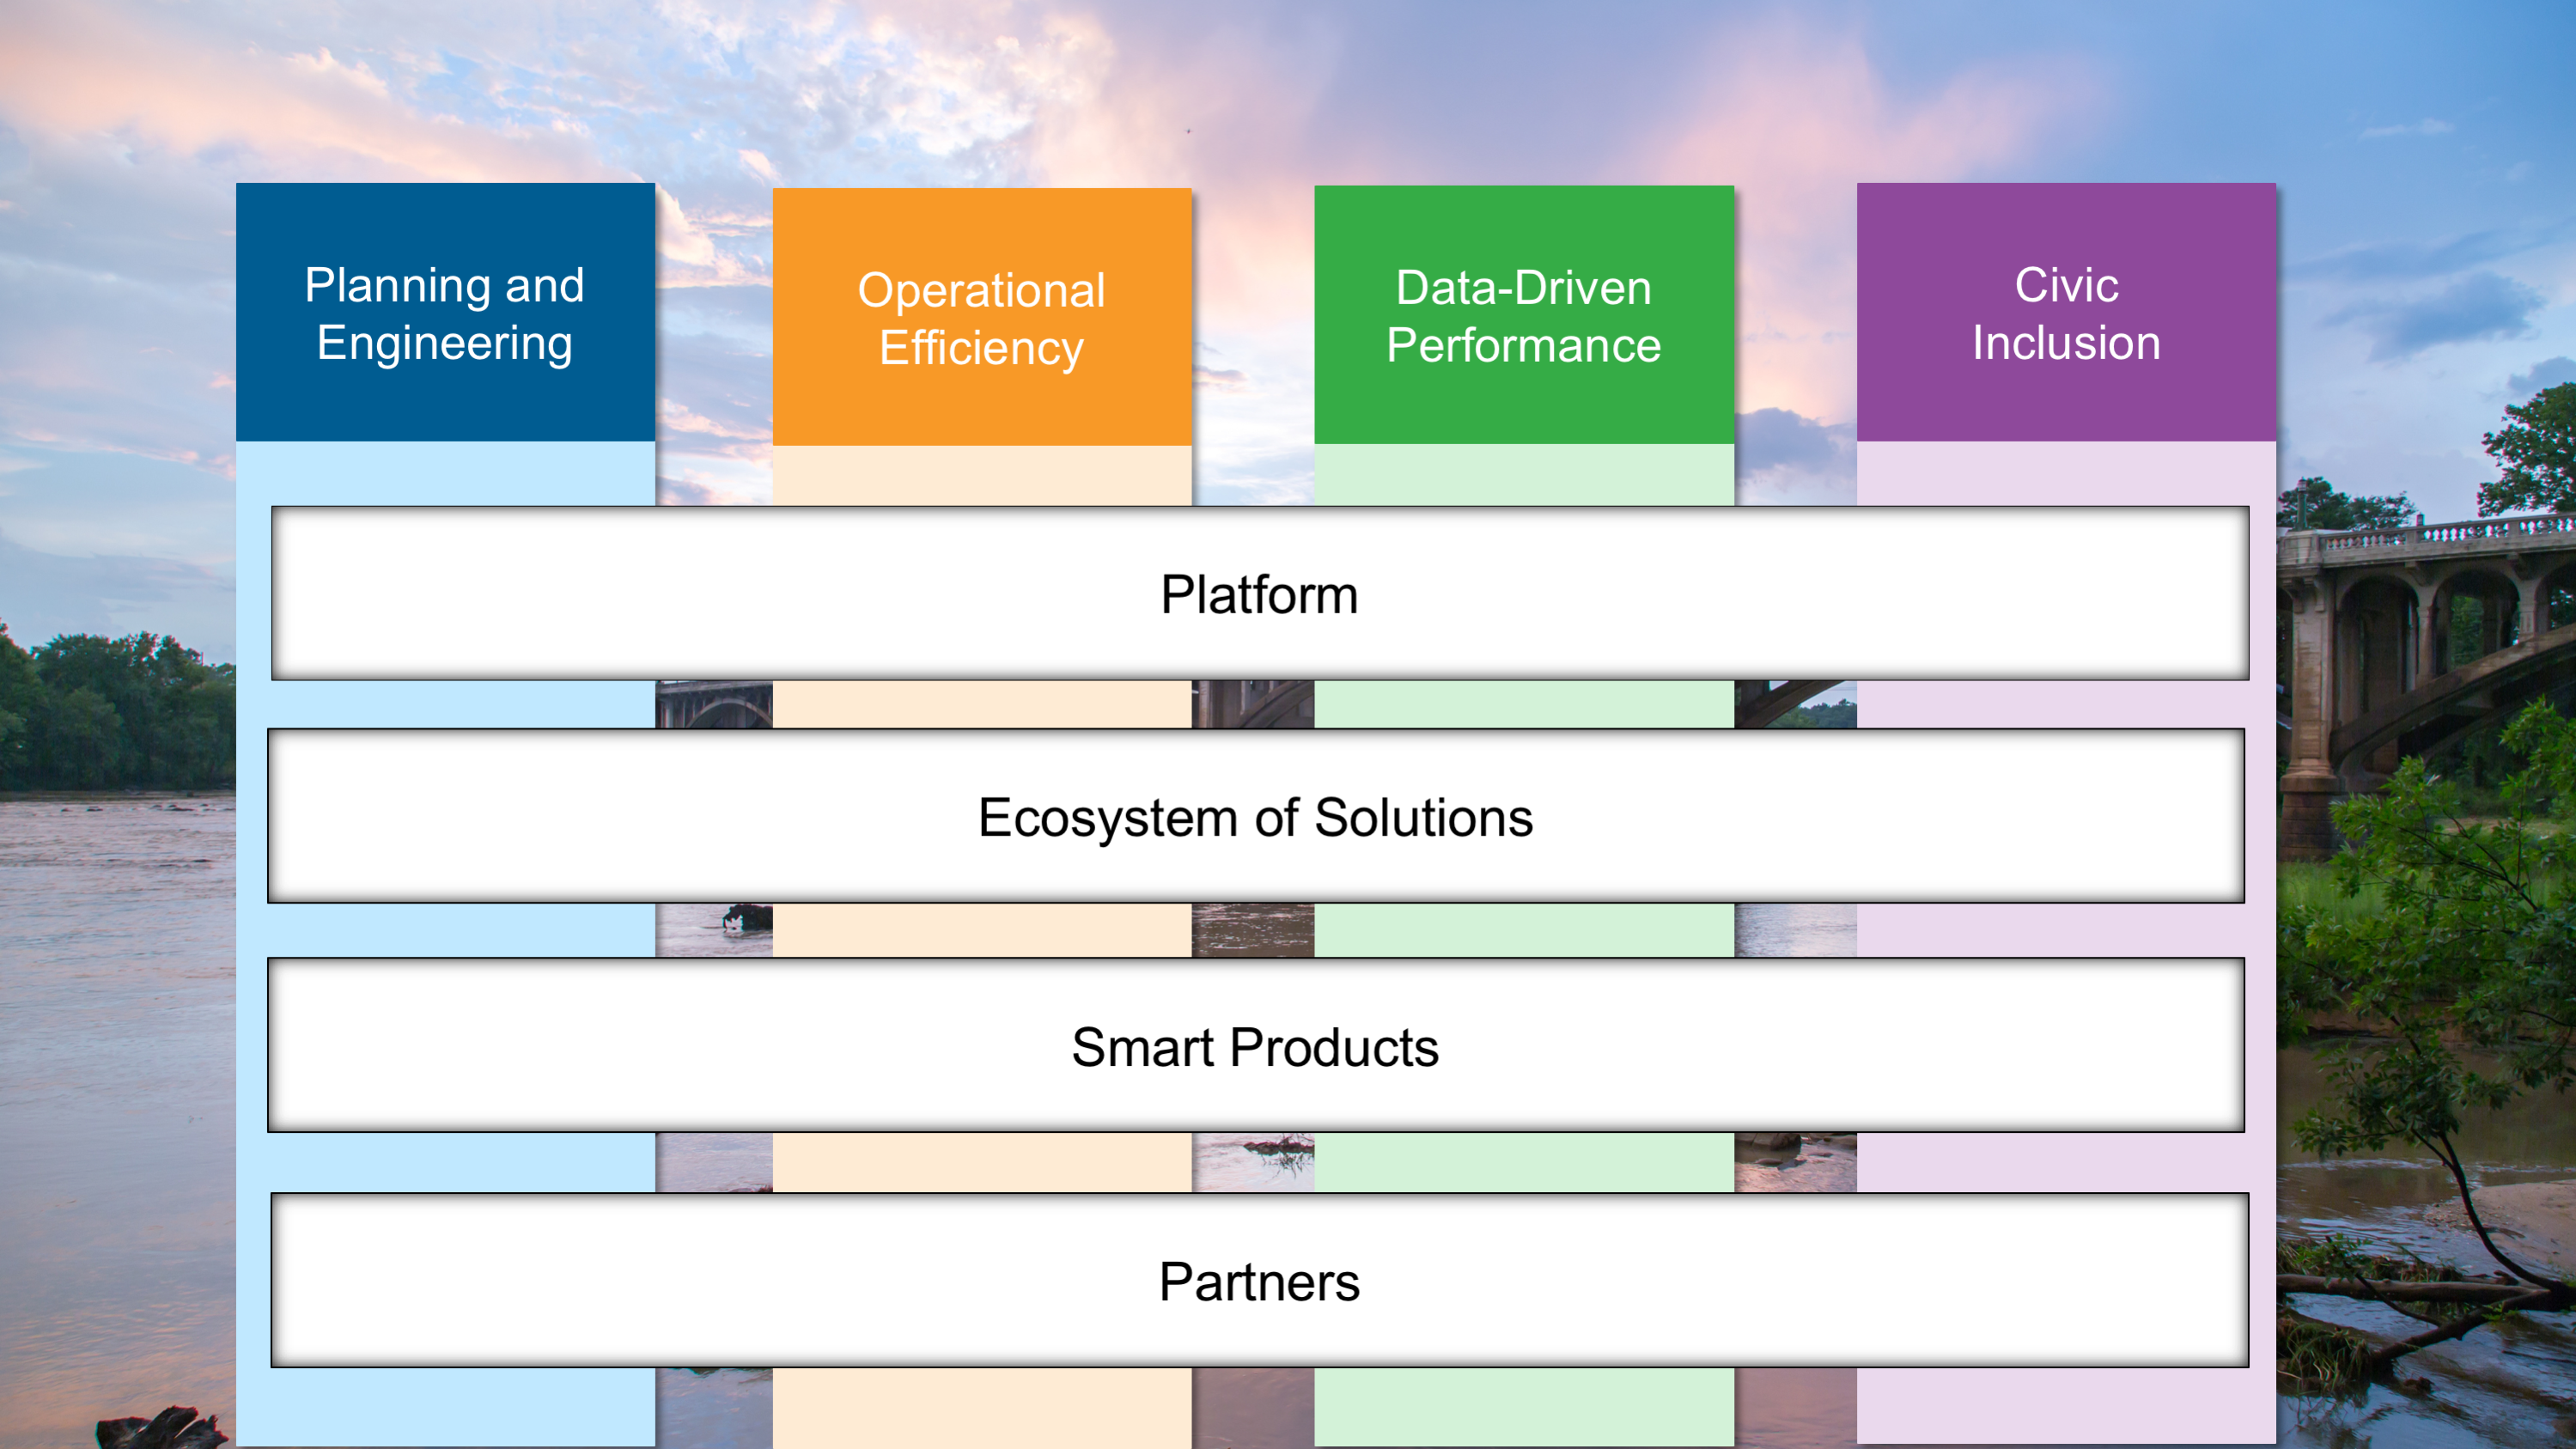 Planning and
Engineering
Operational
Efficiency
Data-Driven
Performance
Civic
Inclusion
Platform
Ecosystem of Solutions
Smart Products
Partners